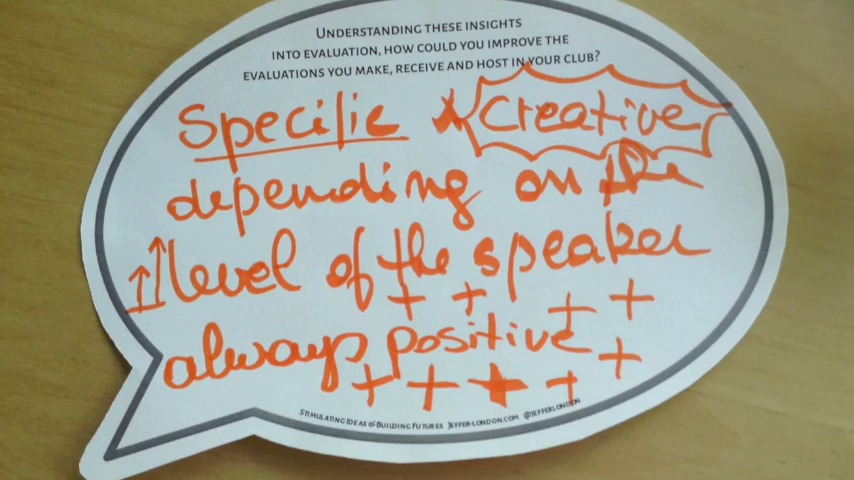 UNDERSTANDING THESE INSIGHTS
INTO EVALUATION, HOW COULD YOU IMPROVE THE
EVALUATIONS YOU MAKE, RECEIVE AND HOST IN YOUR CLUB?
Specific Creative
depending on the
level of the speaker
always positive
STIMULATING IDEAS & BUILDING FUTURES JEFFER-LONDON.COM @JEFFERLONDON